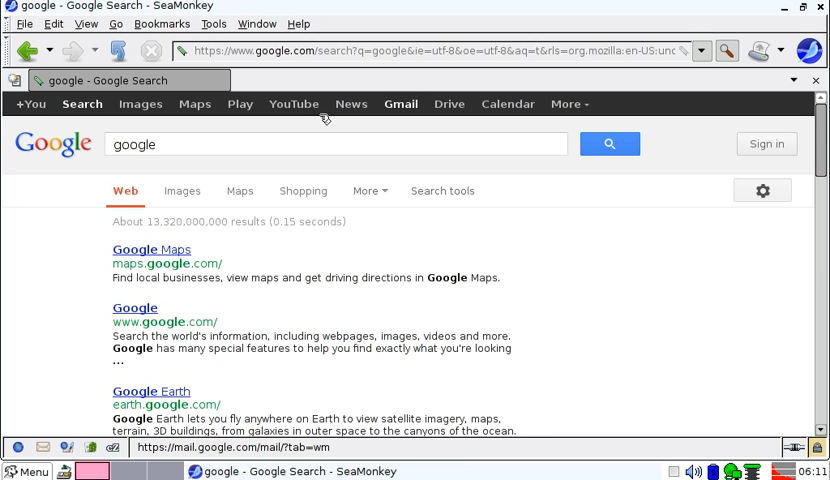 google - Google Search - SeaMonkey
File Edit View Go Bookmarks Tools Window Help
https://www.google.com/search?q=google&ie=utf-8&oe=utf-8&aq=t&rls=org.mozilla:en-US:unc
google - Google Search
+You Search Images Maps Play YouTube News Gmail Drive Calendar More
Google google Sign in
Web Images Maps Shopping More Search tools
About 13,320,000,000 results (0.15 seconds)
Google Maps
maps.google.com/
Find local businesses, view maps and get driving directions in Google Maps.
Google
www.google.com/
Search the world's information, including webpages, images, videos and more.
Google has many special features to help you find exactly what you're looking
...
Google Earth
earth.google.com/
Google Earth lets you fly anywhere on Earth to view satellite imagery, maps,
terrain, 3D buildings, from galaxies in outer space to the canyons of the ocean.
https://mail.google.com/mail/?tab=wm
Menu google - Google Search - SeaMonkey 06:11